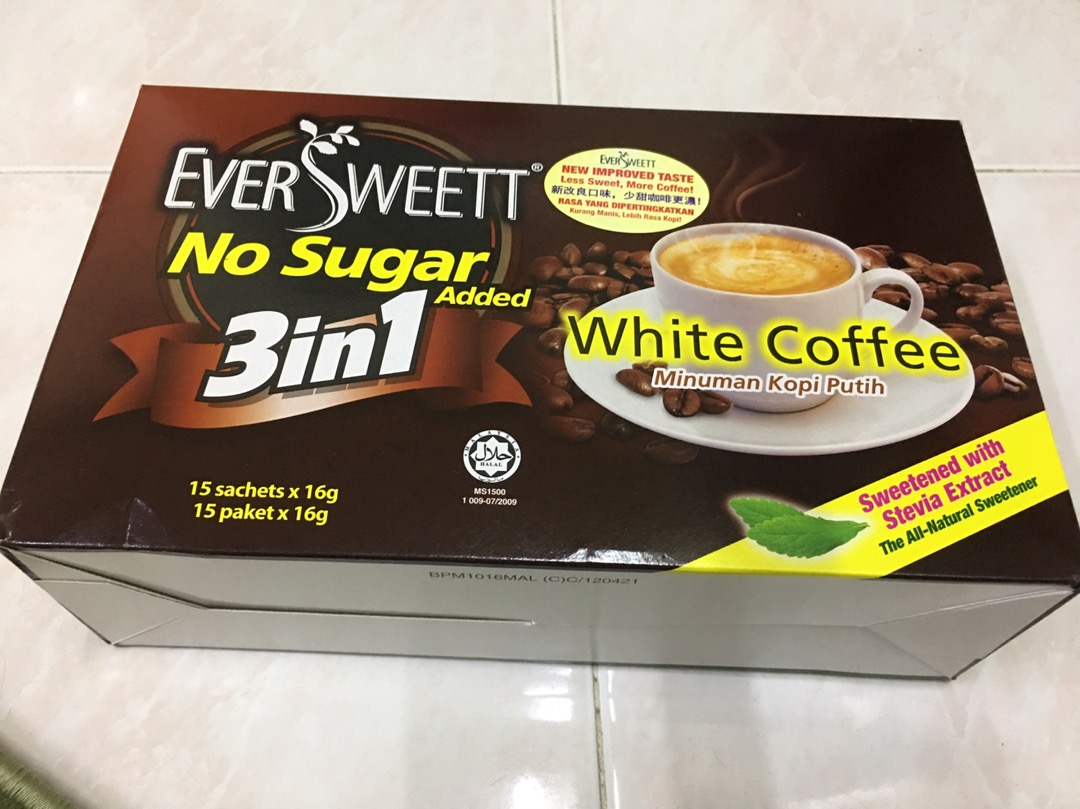 EVERSWEETT®
No Sugar
Added
3in1
EVERSWEETT
NEW IMPROVED TASTE
Less Sweet, More Coffee!
新改良口味，少甜咖啡更濃!
RASA YANG DIPERTINGKATKAN
Kurang Manis, Lebih Rasa Kopi!
White Coffee
Minuman Kopi Putih
15 sachets x 16g
15 paket x 16g
حلال
HALAL
MS1500
1 009-07/2009
Sweetened with
Stevia Extract
The All-Natural Sweetener
BPM1016MAL (C)C/120421